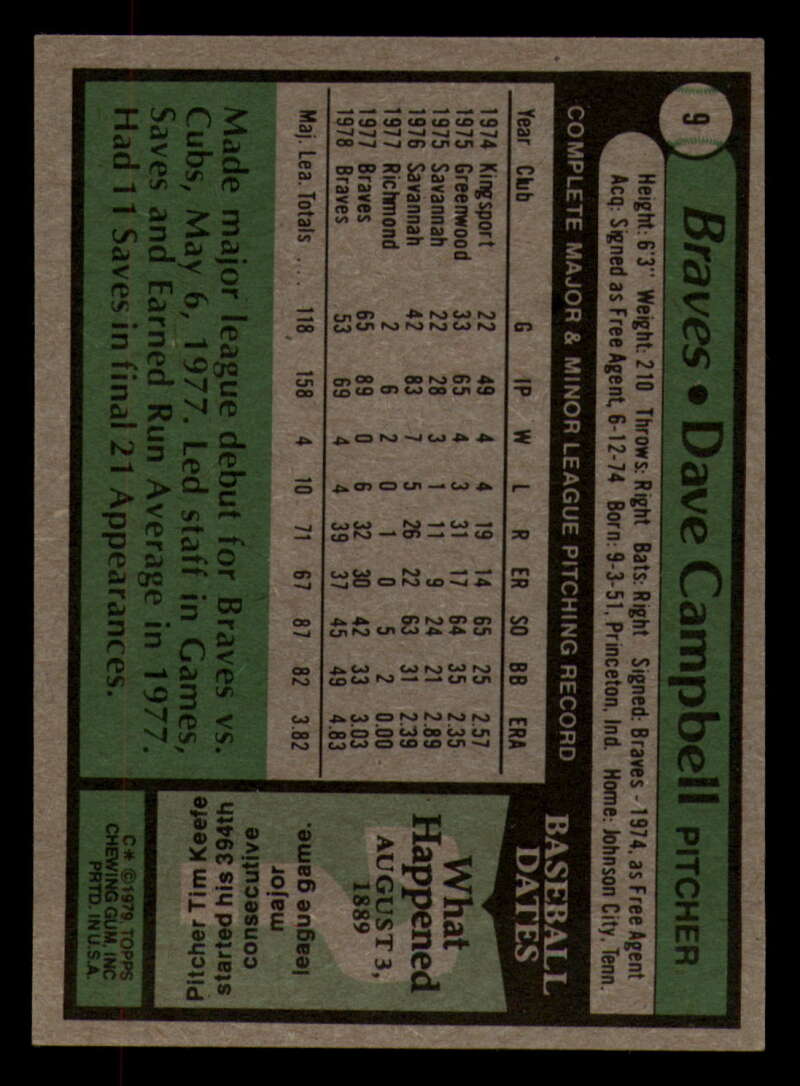 9
Braves • Dave Campbell PITCHER
Height: 6'3" Weight: 210 Throws: Right Bats: Right Signed: Braves - 1974, as Free Agent
Acq: Signed as Free Agent, 6-12-74 Born: 9-3-51, Princeton, Ind. Home: Johnson City, Tenn.
COMPLETE MAJOR & MINOR LEAGUE PITCHING RECORD
Year Club G IP W L R ER SO BB ERA
1974 Kingsport 22 49 4 4 19 14 65 25 2.57
1975 Greenwood 33 65 4 3 31 17 64 35 2.35
1975 Savannah 22 28 3 1 11 9 24 21 2.89
1976 Savannah 42 83 7 5 26 22 63 31 2.39
1977 Richmond 2 6 2 0 1 0 5 2 0.00
1977 Braves 65 89 0 6 32 30 42 33 3.03
1978 Braves 53 69 4 4 39 37 45 49 4.83
Maj. Lea. Totals .... 118 158 4 10 71 67 87 82 3.82
Made major league debut for Braves vs.
Cubs, May 6, 1977. Led staff in Games,
Saves and Earned Run Average in 1977.
Had 11 Saves in final 21 Appearances.
BASEBALL
DATES
What
Happened
AUGUST 3,
1889
Pitcher Tim Keefe
started his 394th
consecutive
major
league game.
C* © 1979, TOPPS
CHEWING GUM, INC
PRTD. IN U.S.A.